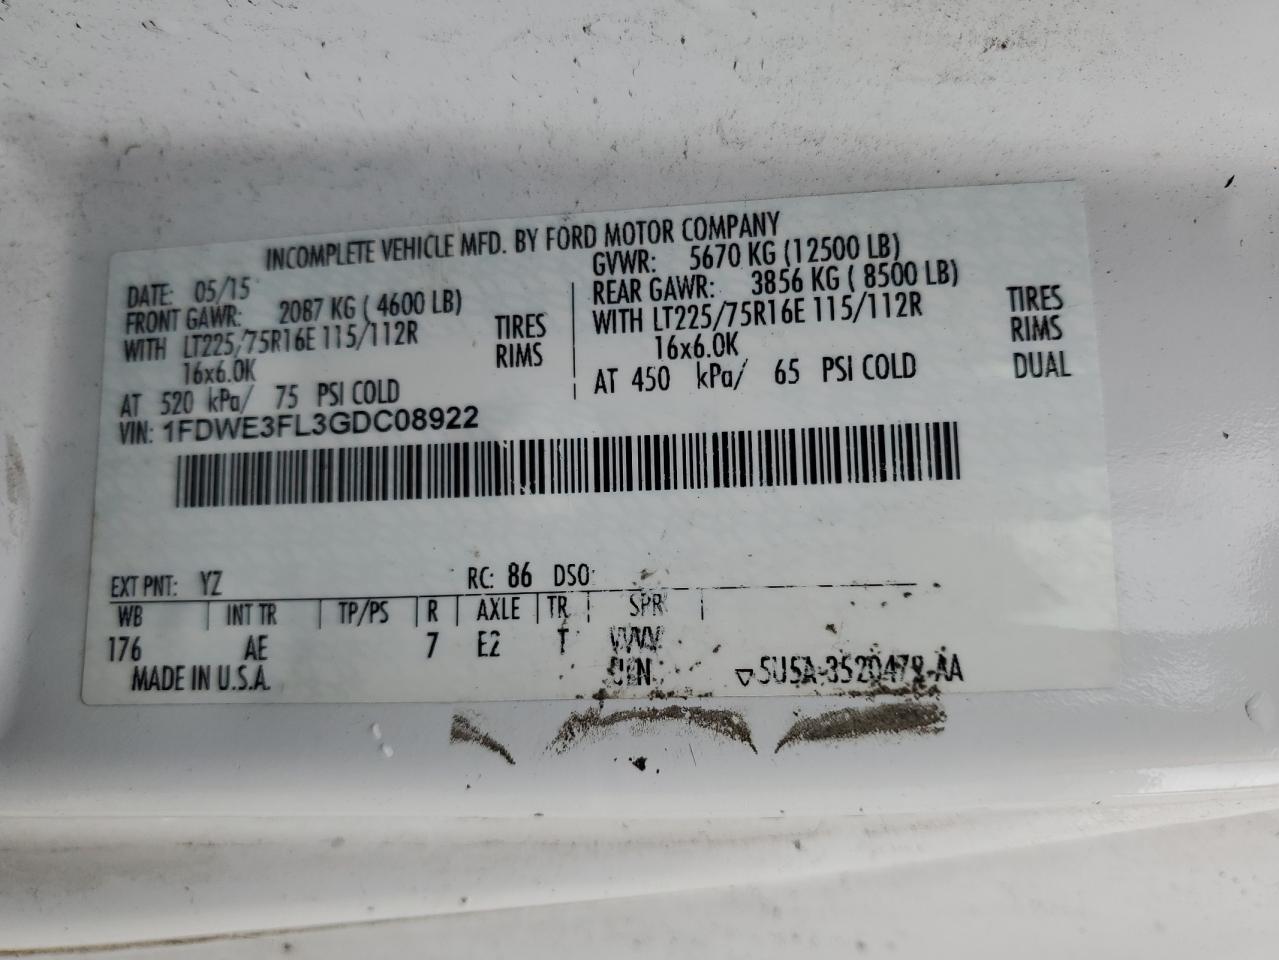 INCOMPLETE VEHICLE MFD. BY FORD MOTOR COMPANY
DATE: 05/15
FRONT GAWR: 2087 KG ( 4600 LB)
WITH LT225/75R16E 115/112R TIRES
16x6.0K RIMS
AT 520 kPa/ 75 PSI COLD
GVWR: 5670 KG (12500 LB)
REAR GAWR: 3856 KG ( 8500 LB)
WITH LT225/75R16E 115/112R TIRES
16x6.0K RIMS
AT 450 kPa/ 65 PSI COLD DUAL
VIN: 1FDWE3FL3GDC08922
EXT PNT: YZ RC: 86 DSO:
WB INT TR TP/PS R AXLE TR SPR
176 AE 7 E2 T
MADE IN U.S.A. ▽5U5A-3520478-AA